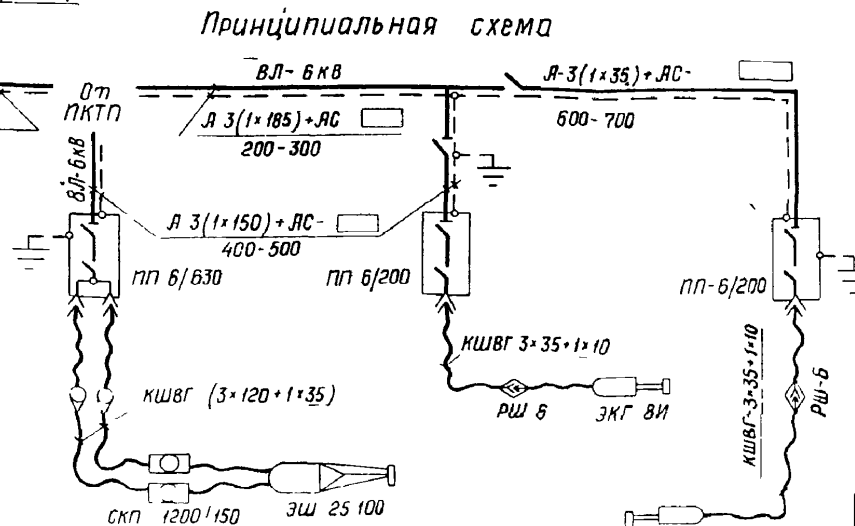 Принципиальная схема
ВЛ-6кв
А-3(1×35)+АС-
От
ПКТП
А 3(1×185)+АС
200-300
600-700
ВЛ-6кв
А 3(1×150)+АС-
400-500
ПП 6/630
ПП 6/200
ПП-6/200
КШВГ 3×35+1×10
КШВГ-3×35+1×10
РШ-6
КШВГ (3×120+1×35)
РШ 6
ЭКГ 8И
СКП 1200/150
ЭШ 25 100